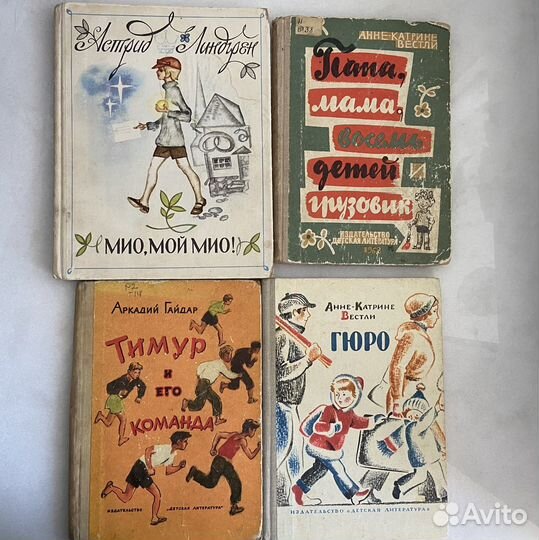 Астрид Линдгрен
МИО, МОЙ МИО!
АННЕ-КАТРИНЕ
ВЕСТЛИ
Папа,
мама,
восемь
детей
и
грузовик
ИЗДАТЕЛЬСТВО
ДЕТСКАЯ ЛИТЕРАТУРА
Аркадий Гайдар
ТИМУР
И
ЕГО
КОМАНДА
ИЗДАТЕЛЬСТВО "ДЕТСКАЯ ЛИТЕРАТУРА"
Анне-Катрине
Вестли
ГЮРО
ИЗДАТЕЛЬСТВО «ДЕТСКАЯ ЛИТЕРАТУРА»
Avito